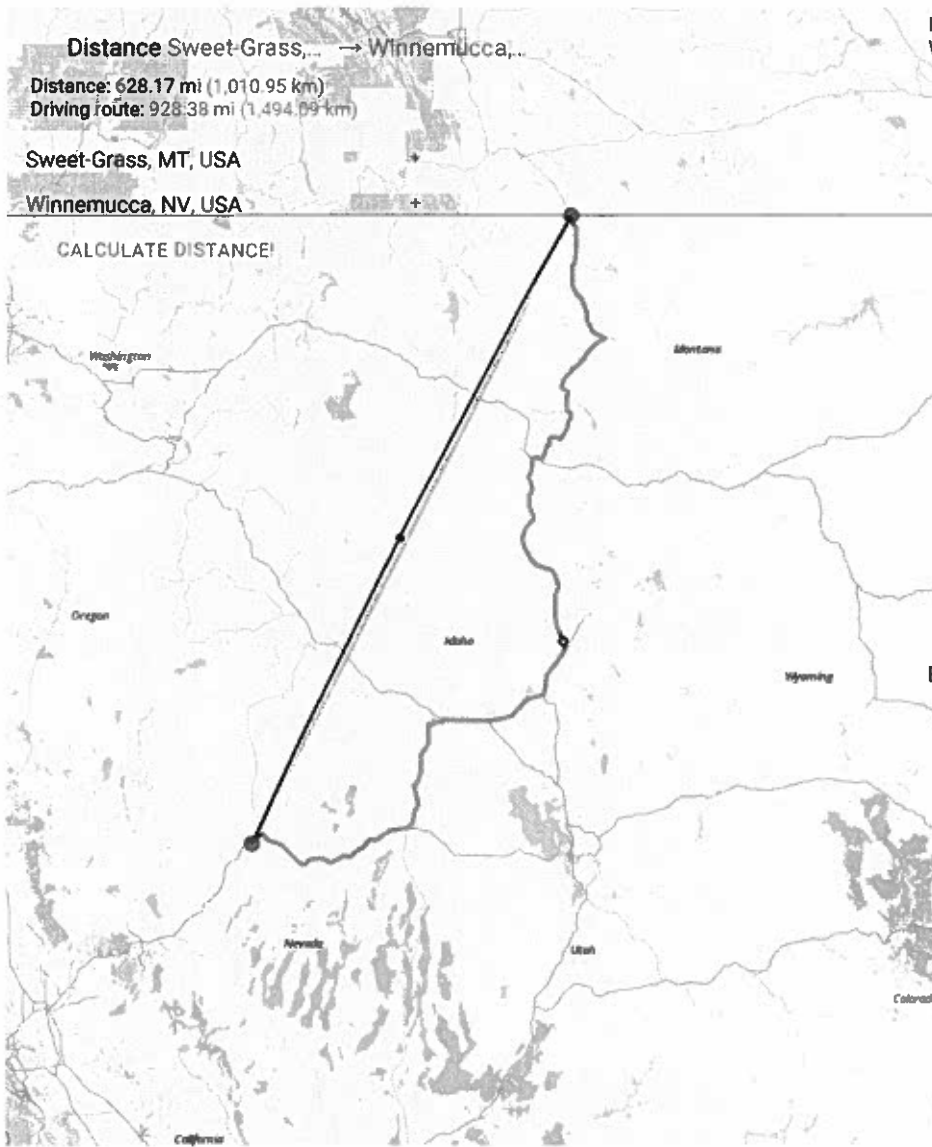 Distance Sweet-Grass,... → Winnemucca,...
Distance: 628.17 mi (1,010.95 km)
Driving route: 928.38 mi (1,494.09 km)
Sweet-Grass, MT, USA
+
Winnemucca, NV, USA
+
CALCULATE DISTANCE!
Washington
Montana
Oregon
Idaho
Wyoming
Nevada
Utah
Colorad
California